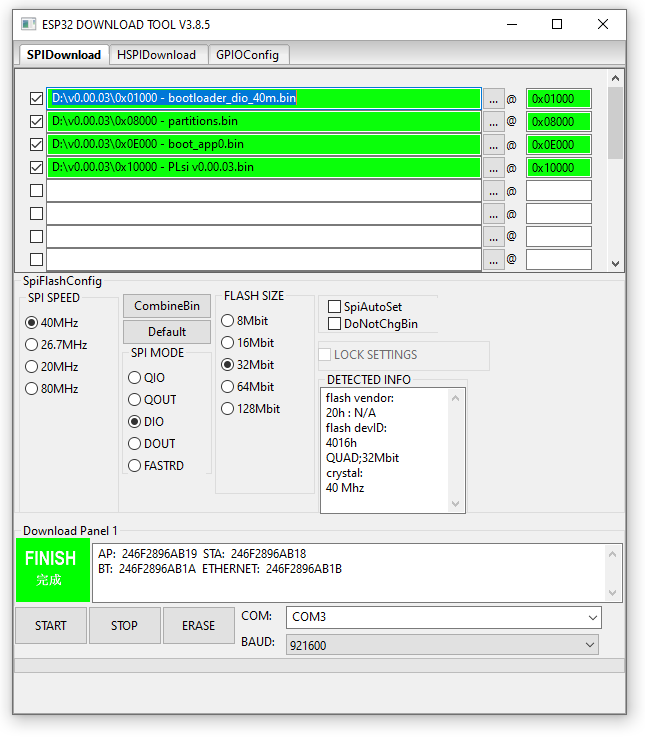 ESP32 DOWNLOAD TOOL V3.8.5
SPIDownload HSPIDownload GPIOConfig
D:\v0.00.03\0x01000 - bootloader_dio_40m.bin ... @ 0x01000
D:\v0.00.03\0x08000 - partitions.bin ... @ 0x08000
D:\v0.00.03\0x0E000 - boot_app0.bin ... @ 0x0E000
D:\v0.00.03\0x10000 - PLsi v0.00.03.bin ... @ 0x10000
... @
... @
... @
... @
SpiFlashConfig
SPI SPEED
40MHz
26.7MHz
20MHz
80MHz
CombineBin
Default
SPI MODE
QIO
QOUT
DIO
DOUT
FASTRD
FLASH SIZE
8Mbit
16Mbit
32Mbit
64Mbit
128Mbit
SpiAutoSet
DoNotChgBin
LOCK SETTINGS
DETECTED INFO
flash vendor:
20h : N/A
flash devID:
4016h
QUAD;32Mbit
crystal:
40 Mhz
Download Panel 1
FINISH
完成
AP: 246F2896AB19 STA: 246F2896AB18
BT: 246F2896AB1A ETHERNET: 246F2896AB1B
START STOP ERASE
COM: COM3
BAUD: 921600